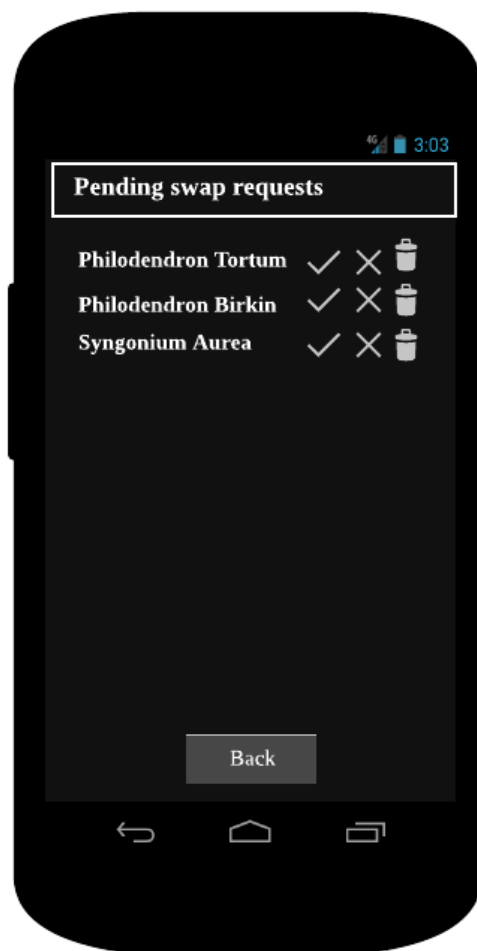 4G 3:03
Pending swap requests
Philodendron Tortum
Philodendron Birkin
Syngonium Aurea
Back